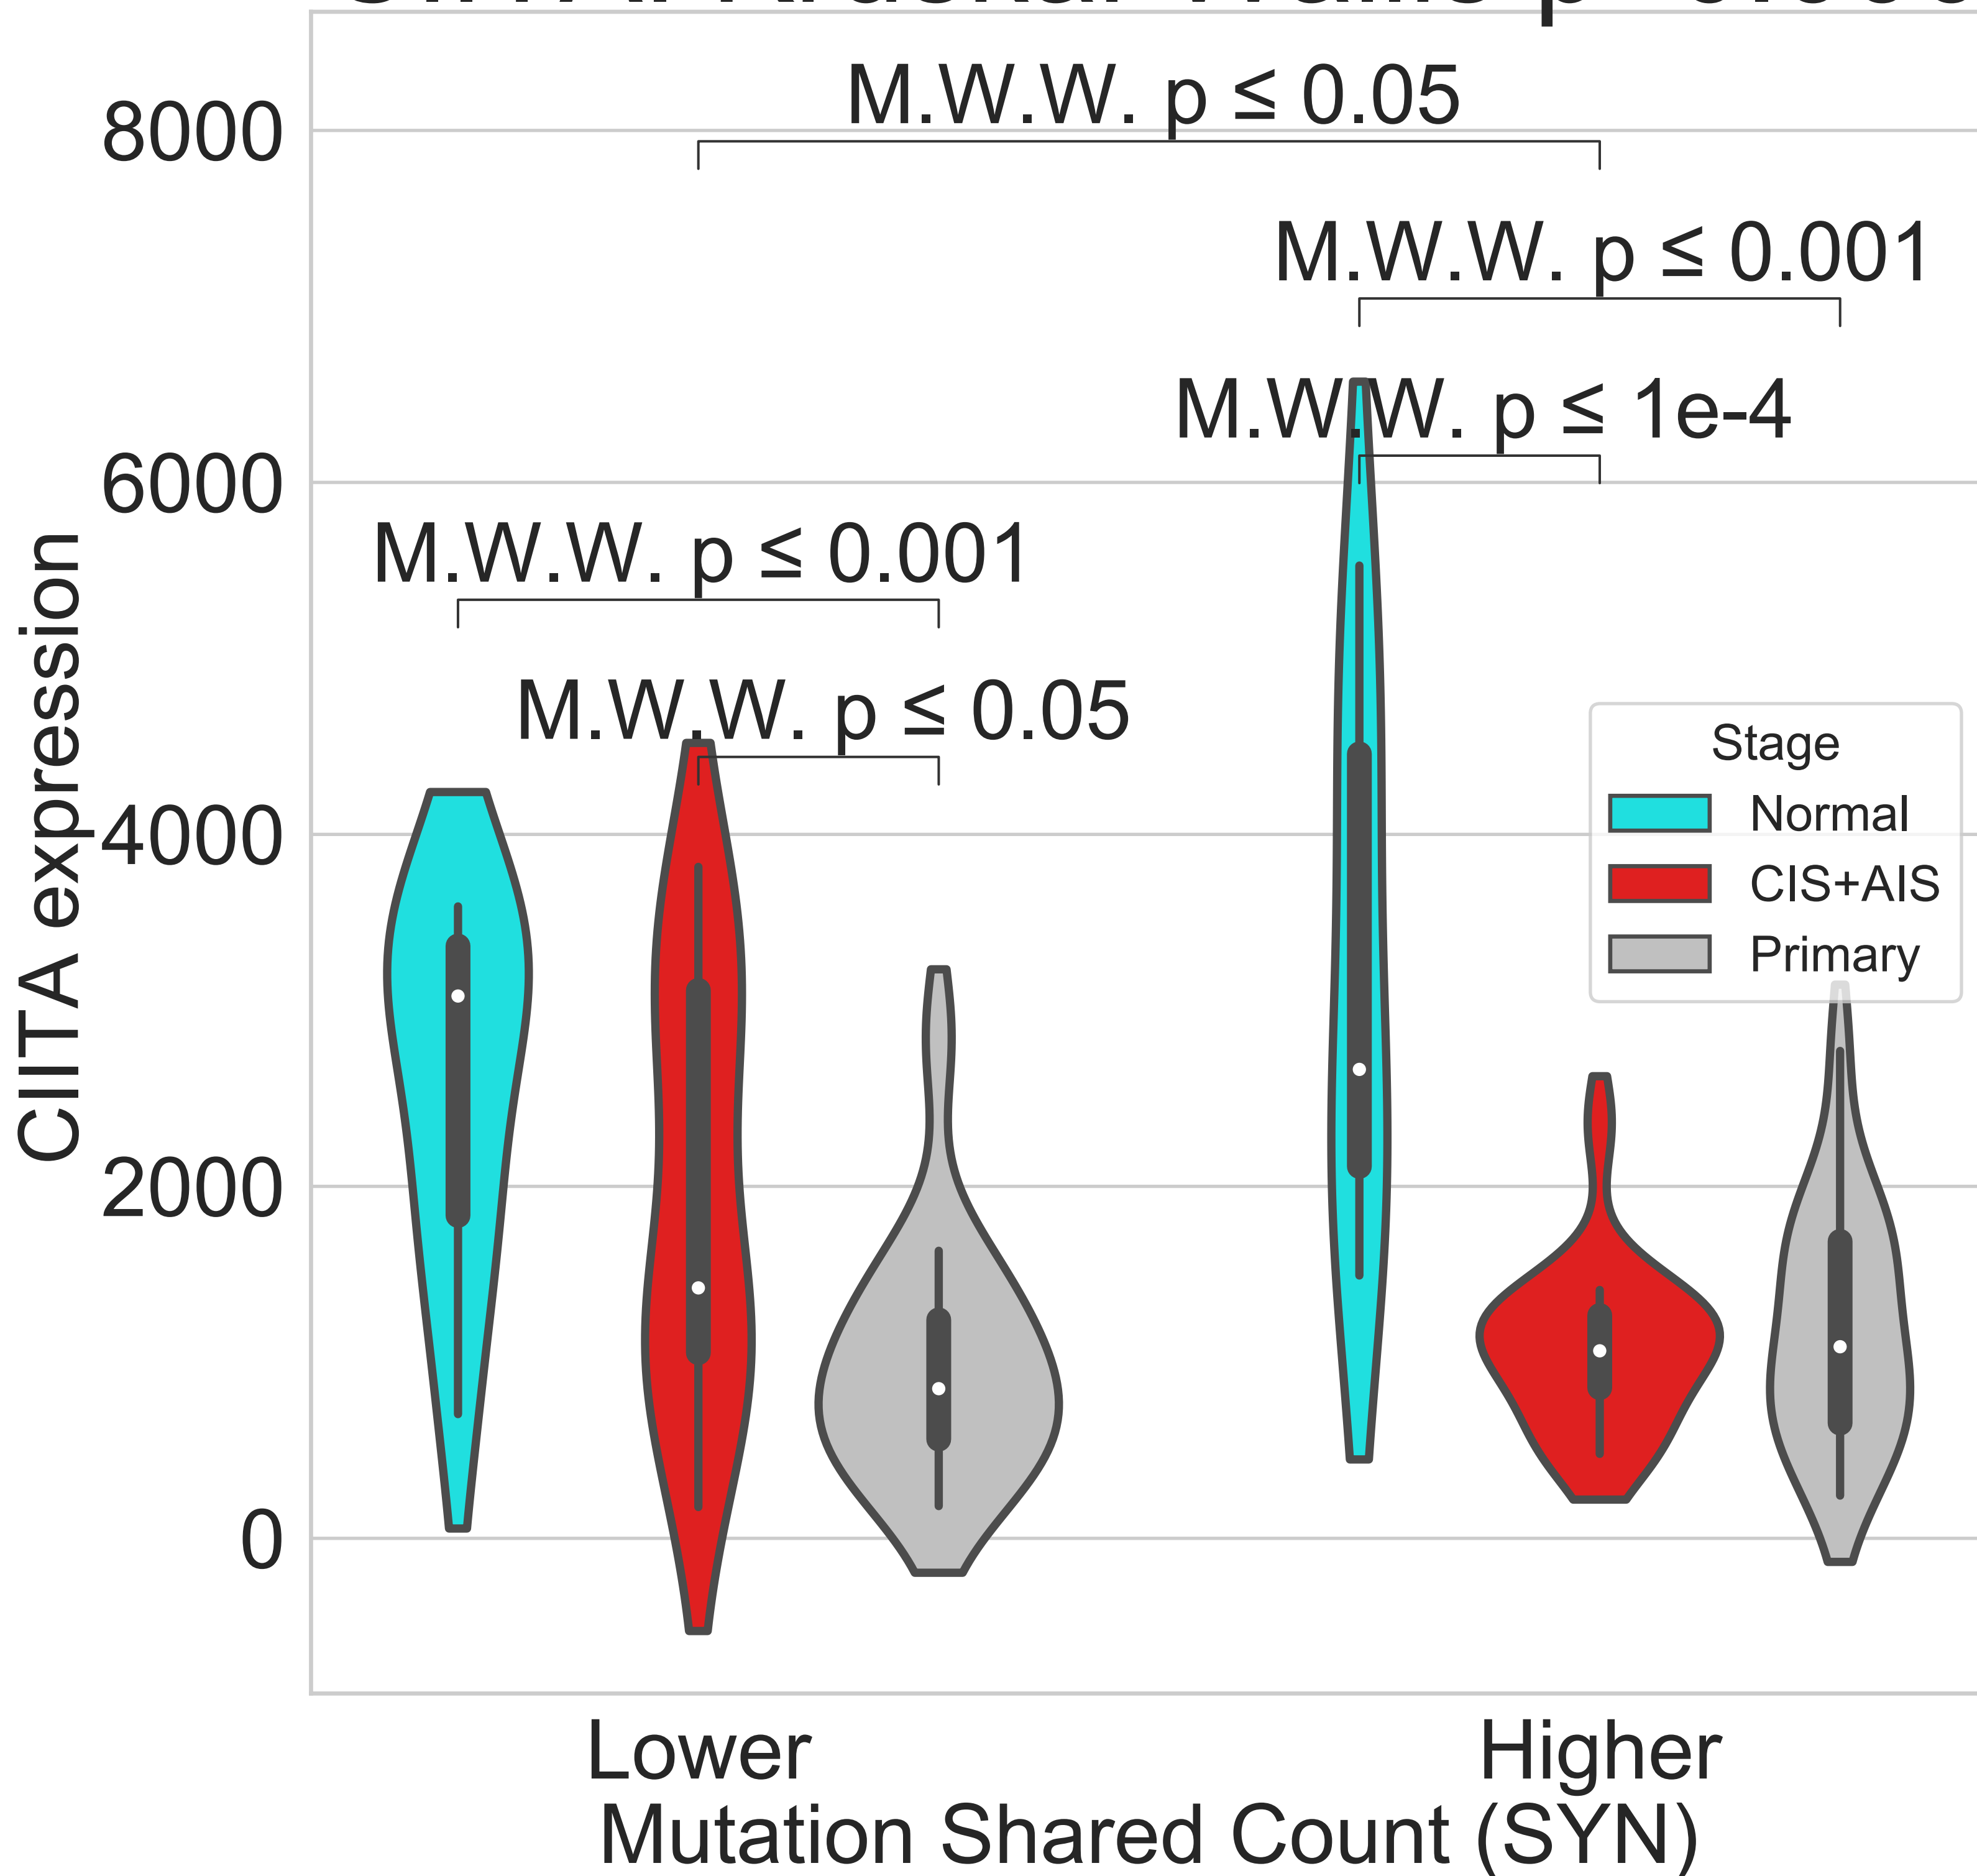 M.W.W. p ≤ 0.05
8000
M.W.W. p ≤ 0.001
M.W.W. p ≤ 1e-4
6000
M.W.W. p ≤ 0.001
M.W.W. p ≤ 0.05
Stage
Normal
CIS+AIS
Primary
CIITA expression
4000
2000
0
Lower
Higher
Mutation Shared Count (SYN)